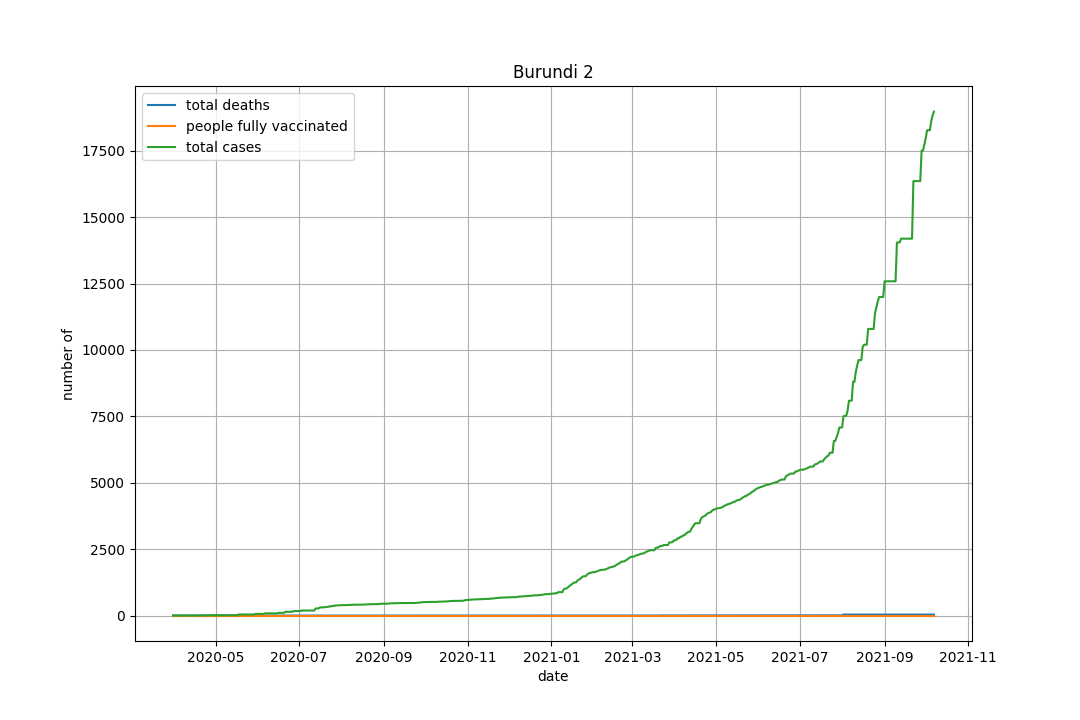 Burundi 2
total deaths
people fully vaccinated
total cases
17500
15000
12500
10000
7500
5000
2500
0
number of
2020-05 2020-07 2020-09 2020-11 2021-01 2021-03 2021-05 2021-07 2021-09 2021-11
date